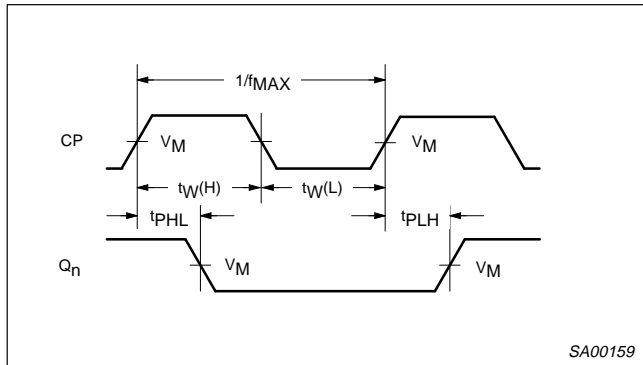 1/fMAX
CP
VM
VM
tW(H)
tW(L)
tPHL
tPLH
Qn
VM
VM
SA00159